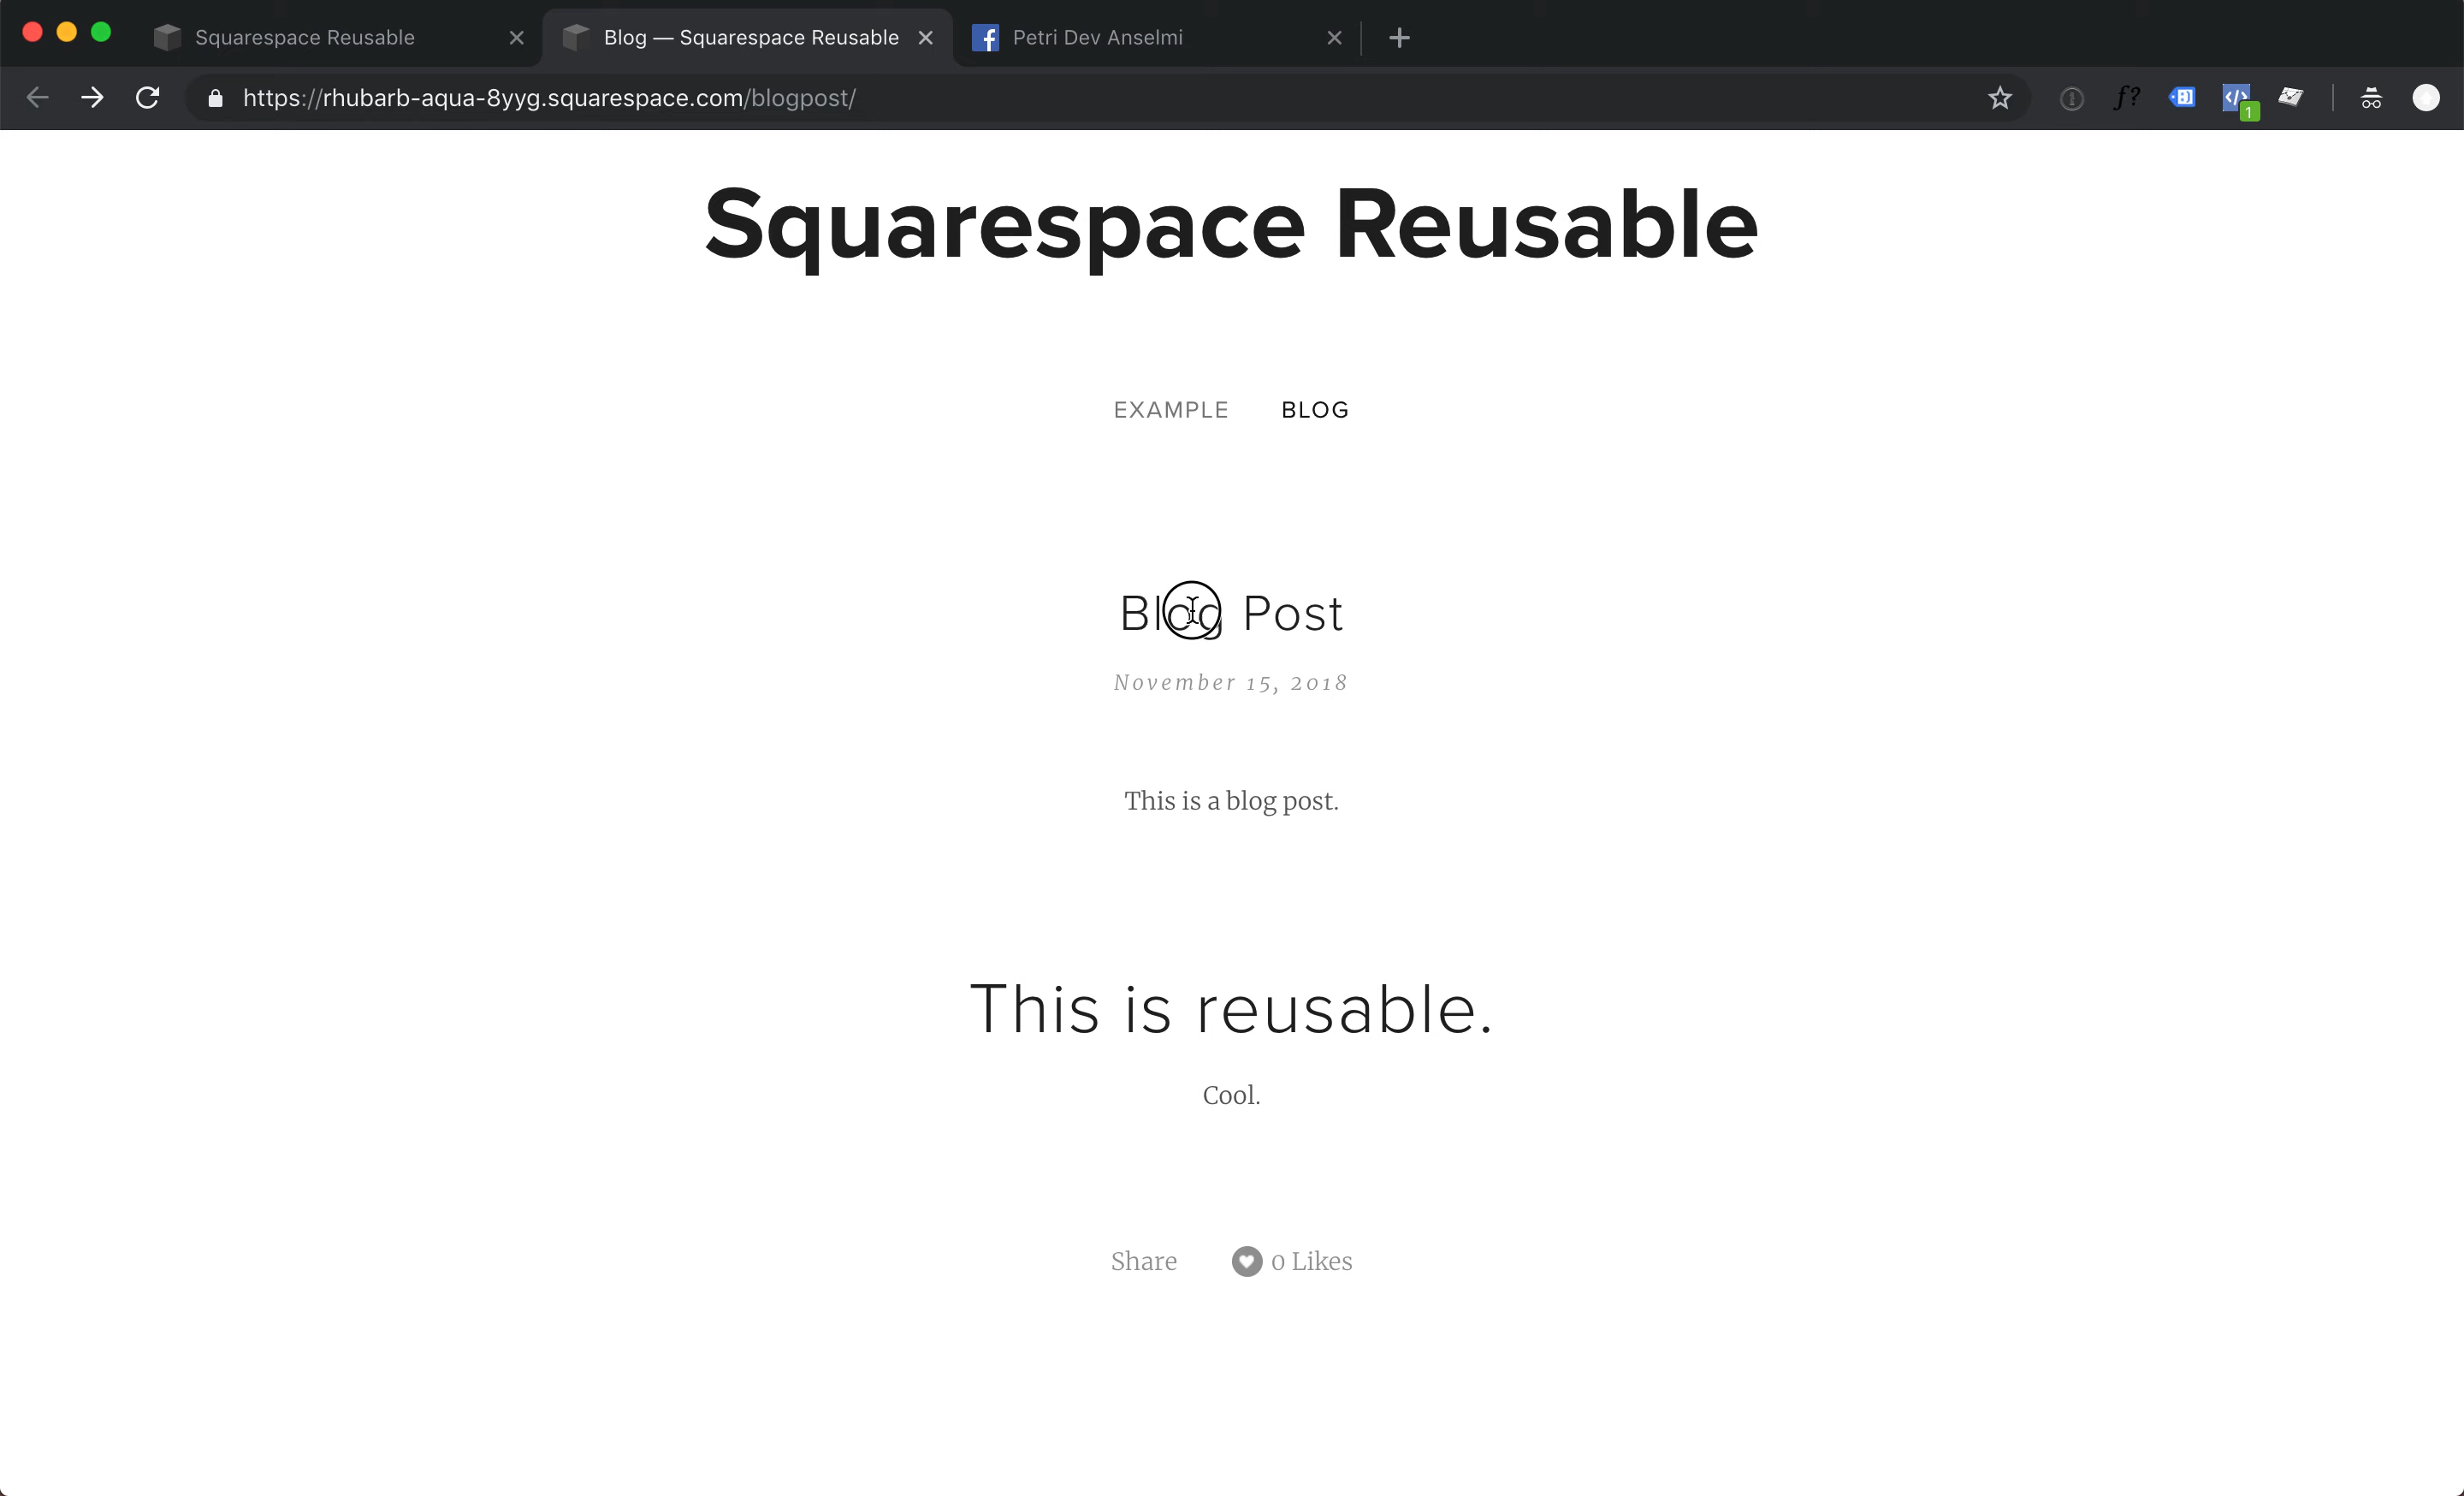 Squarespace Reusable
Blog — Squarespace Reusable
Petri Dev Anselmi
https://rhubarb-aqua-8yyg.squarespace.com/blogpost/
f?
1
Squarespace Reusable
EXAMPLE BLOG
Blog Post
November 15, 2018
This is a blog post.
This is reusable.
Cool.
Share 0 Likes